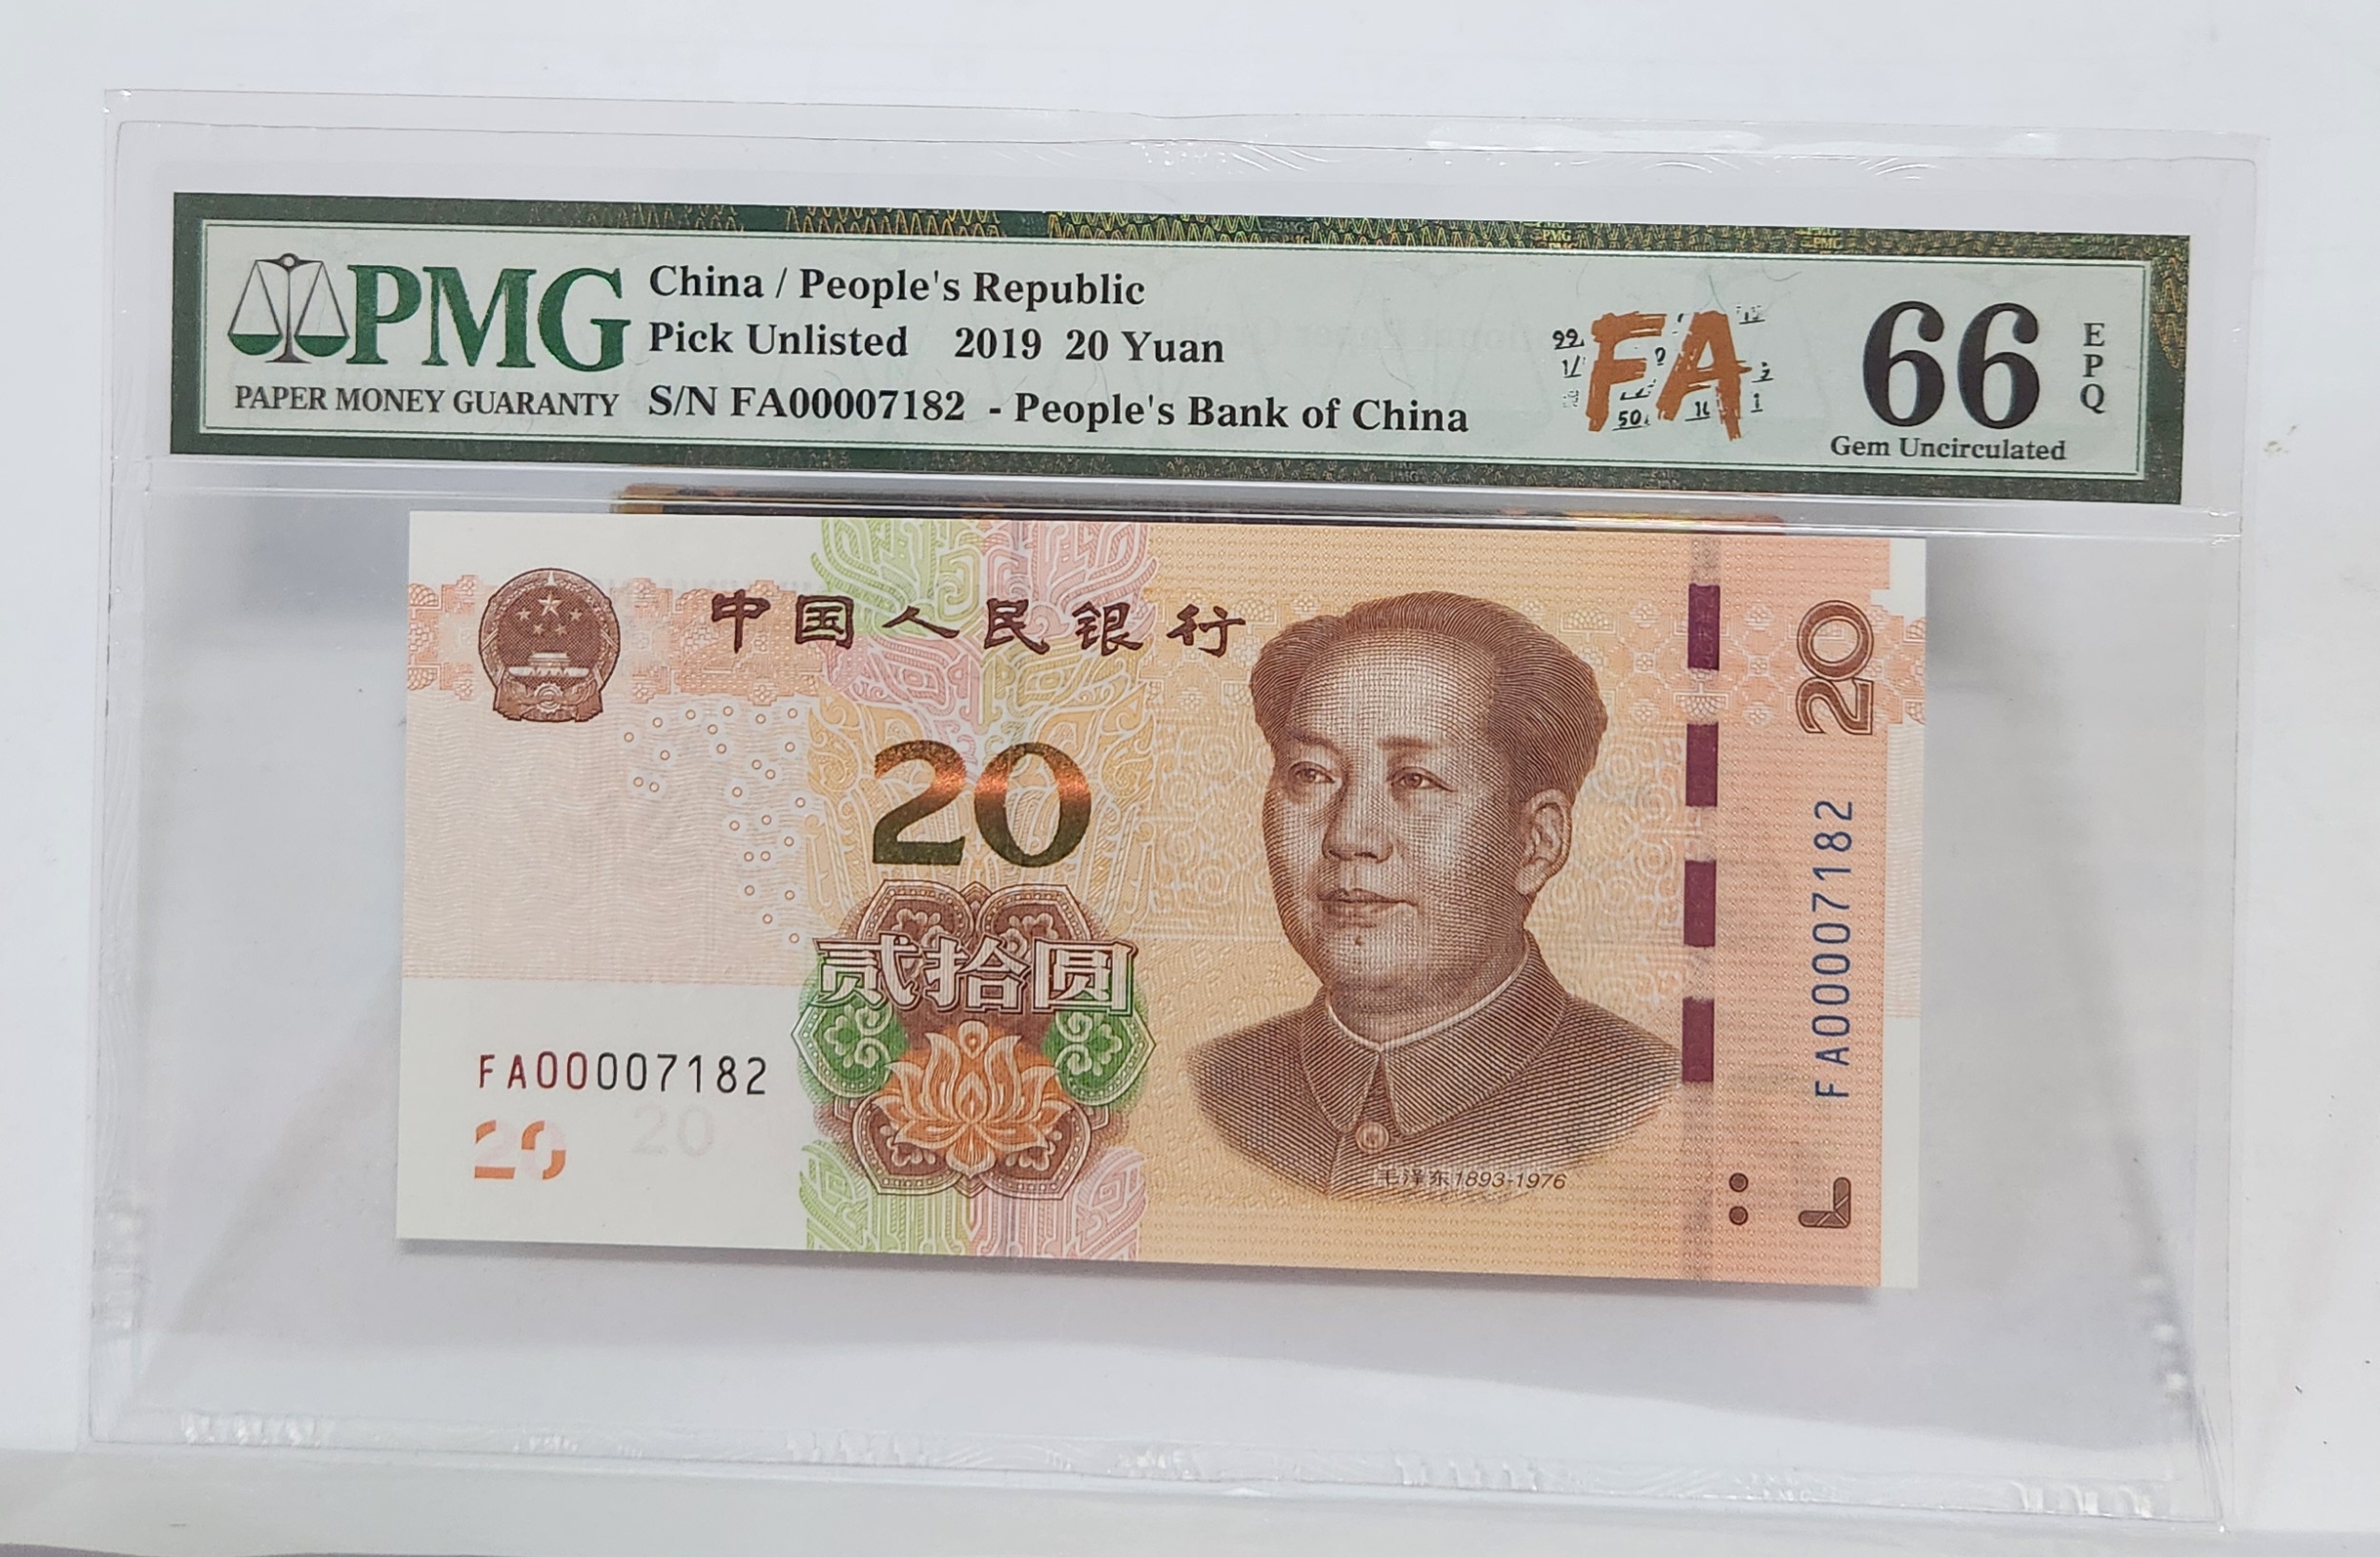 PMG
PAPER MONEY GUARANTY
China / People's Republic
Pick Unlisted 2019 20 Yuan
S/N FA00007182 - People's Bank of China
FA
66
EPQ
Gem Uncirculated
中国人民银行
20
20
贰拾圆
FA00007182
20
20
毛泽东1893-1976
FA00007182